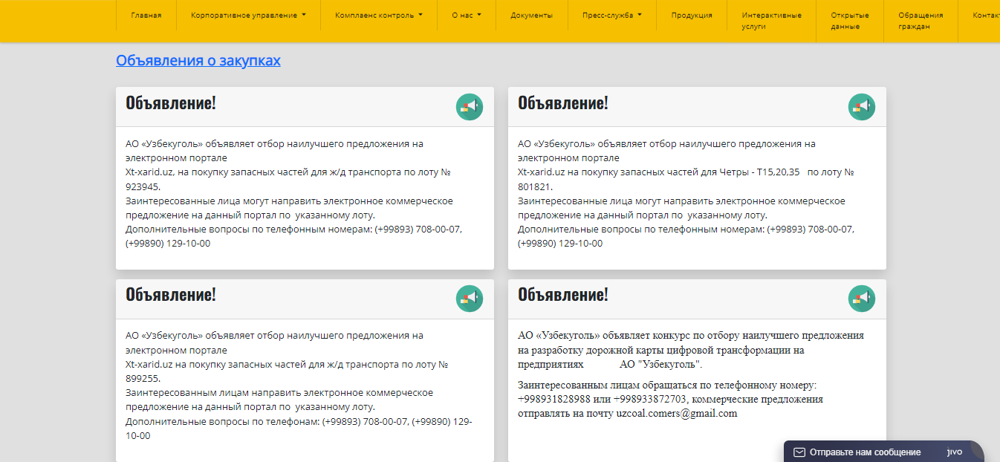 Главная
Корпоративное управление
Комплаенс контроль
О нас
Документы
Пресс-служба
Продукция
Интерактивные
услуги
Открытые
данные
Обращения
граждан
Контак
Объявления о закупках
Объявление!
АО «Узбекуголь» объявляет отбор наилучшего предложения на
электронном портале
Xt-xarid.uz, на покупку запасных частей для ж/д транспорта по лоту №
923945.
Заинтересованные лица могут направить электронное коммерческое
предложение на данный портал по указанному лоту.
Дополнительные вопросы по телефонным номерам: (+99893) 708-00-07,
(+99890) 129-10-00
Объявление!
АО «Узбекуголь» объявляет отбор наилучшего предложения на
электронном портале
Xt-xarid.uz на покупку запасных частей для Четры - Т15,20,35 по лоту №
801821.
Заинтересованные лица могут направить электронное коммерческое
предложение на данный портал по указанному лоту.
Дополнительные вопросы по телефонным номерам: (+99893) 708-00-07,
(+99890) 129-10-00
Объявление!
АО «Узбекуголь» объявляет отбор наилучшего предложения на
электронном портале
Xt-xarid.uz на покупку запасных частей для ж/д транспорта по лоту №
899255.
Заинтересованным лицам направить электронное коммерческое
предложение на данный портал по указанному лоту.
Дополнительные вопросы по телефонам: (+99893) 708-00-07, (+99890) 129-
10-00
Объявление!
АО «Узбекуголь» объявляет конкурс по отбору наилучшего предложения
на разработку дорожной карты цифровой трансформации на
предприятиях АО "Узбекуголь".
Заинтересованным лицам обращаться по телефонному номеру:
+998931828988 или +998933872703, коммерческие предложения
отправлять на почту uzcoal.comers@gmail.com
Отправьте нам сообщение jivo